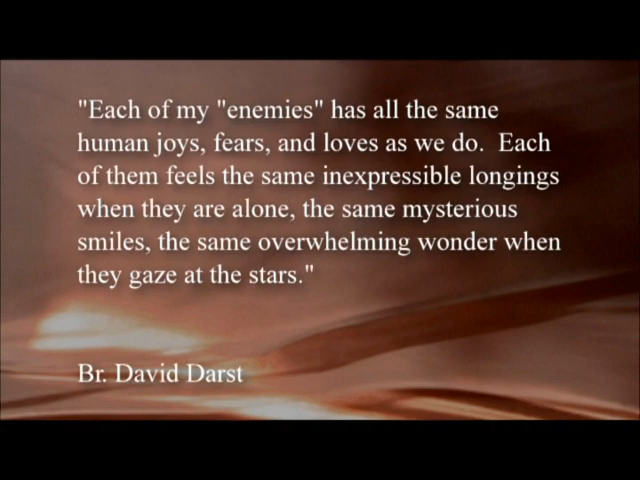 "Each of my "enemies" has all the same
human joys, fears, and loves as we do.  Each
of them feels the same inexpressible longings
when they are alone, the same mysterious
smiles, the same overwhelming wonder when
they gaze at the stars."
Br. David Darst